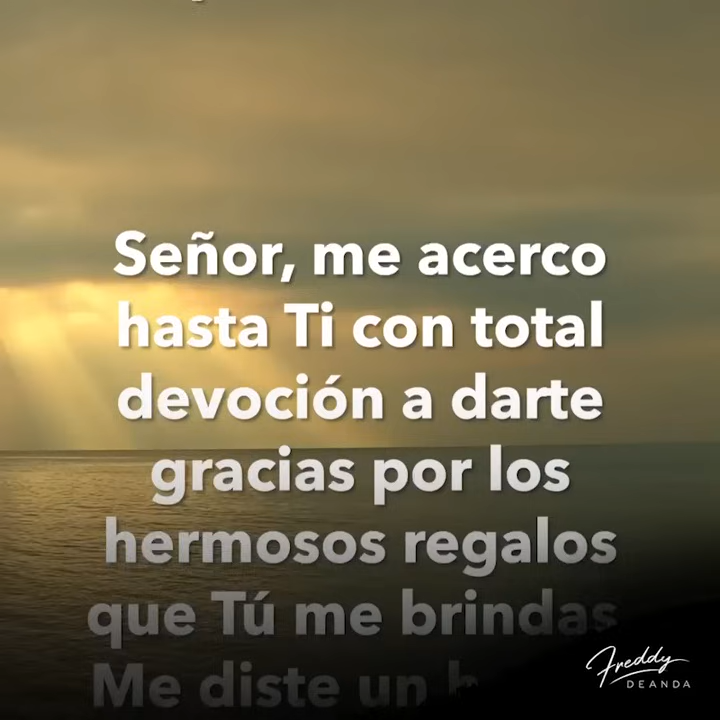 Señor, me acerco
hasta Ti con total
devoción a darte
gracias por los
hermosos regalos
que Tú me brindas
Me diste un
Freddy
DEANDA